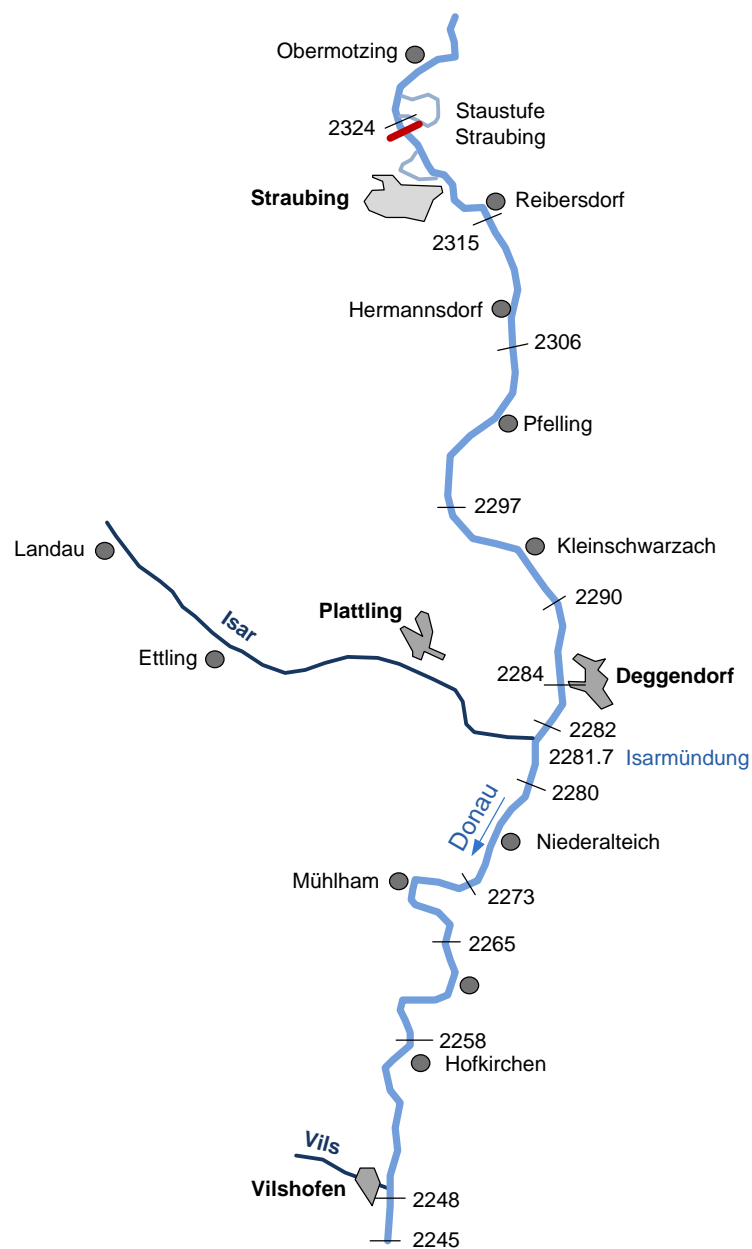 Obermotzing
Staustufe
Straubing
2324
Straubing
Reibersdorf
2315
Hermannsdorf
2306
Pfelling
2297
Landau
Kleinschwarzach
2290
Plattling
Isar
Ettling
2284
Deggendorf
2282
2281.7 Isarmündung
2280
Donau
Niederalteich
Mühlham
2273
2265
2258
Hofkirchen
Vils
Vilshofen
2248
2245